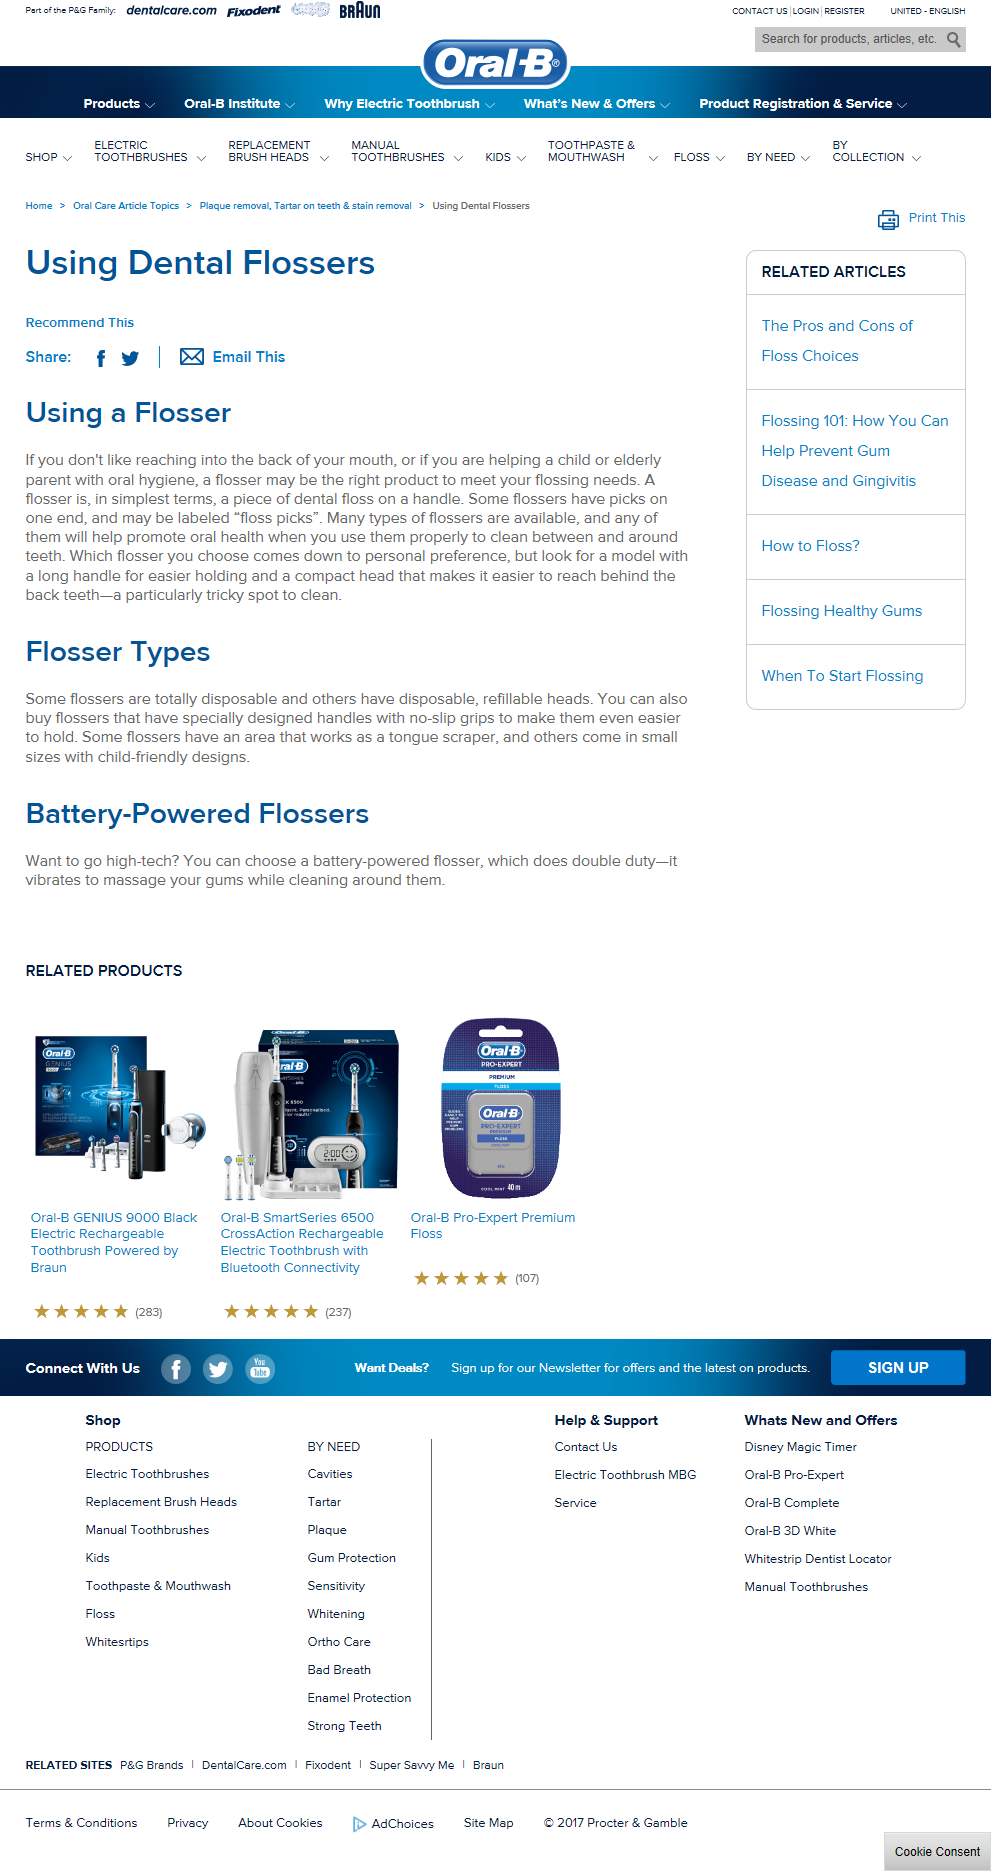 Part of the P&G Family: dentalcare.com Fixodent BRAUN
CONTACT US LOGIN REGISTER UNITED - ENGLISH
Search for products, articles, etc.
Oral-B®
Products Oral-B Institute Why Electric Toothbrush What's New & Offers Product Registration & Service
SHOP ELECTRIC TOOTHBRUSHES REPLACEMENT BRUSH HEADS MANUAL TOOTHBRUSHES KIDS TOOTHPASTE & MOUTHWASH FLOSS BY NEED BY COLLECTION
Home > Oral Care Article Topics > Plaque removal, Tartar on teeth & stain removal > Using Dental Flossers
Print This
Using Dental Flossers
Recommend This
Share: Email This
Using a Flosser
If you don't like reaching into the back of your mouth, or if you are helping a child or elderly
parent with oral hygiene, a flosser may be the right product to meet your flossing needs. A
flosser is, in simplest terms, a piece of dental floss on a handle. Some flossers have picks on
one end, and may be labeled “floss picks”. Many types of flossers are available, and any of
them will help promote oral health when you use them properly to clean between and around
teeth. Which flosser you choose comes down to personal preference, but look for a model with
a long handle for easier holding and a compact head that makes it easier to reach behind the
back teeth—a particularly tricky spot to clean.
Flosser Types
Some flossers are totally disposable and others have disposable, refillable heads. You can also
buy flossers that have specially designed handles with no-slip grips to make them even easier
to hold. Some flossers have an area that works as a tongue scraper, and others come in small
sizes with child-friendly designs.
Battery-Powered Flossers
Want to go high-tech? You can choose a battery-powered flosser, which does double duty—it
vibrates to massage your gums while cleaning around them.
RELATED ARTICLES
The Pros and Cons of
Floss Choices
Flossing 101: How You Can
Help Prevent Gum
Disease and Gingivitis
How to Floss?
Flossing Healthy Gums
When To Start Flossing
RELATED PRODUCTS
Oral-B
GENIUS
Oral-B
2:00
Oral-B
PRO-EXPERT
PREMIUM
FLOSS
Oral-B
PRO-EXPERT
PREMIUM
FLOSS
COOL MINT 40m
Oral-B GENIUS 9000 Black
Electric Rechargeable
Toothbrush Powered by
Braun
(283)
Oral-B SmartSeries 6500
CrossAction Rechargeable
Electric Toothbrush with
Bluetooth Connectivity
(237)
Oral-B Pro-Expert Premium
Floss
(107)
Connect With Us You Tube Want Deals? Sign up for our Newsletter for offers and the latest on products. SIGN UP
Shop
PRODUCTS
Electric Toothbrushes
Replacement Brush Heads
Manual Toothbrushes
Kids
Toothpaste & Mouthwash
Floss
Whitesrtips
BY NEED
Cavities
Tartar
Plaque
Gum Protection
Sensitivity
Whitening
Ortho Care
Bad Breath
Enamel Protection
Strong Teeth
Help & Support
Contact Us
Electric Toothbrush MBG
Service
Whats New and Offers
Disney Magic Timer
Oral-B Pro-Expert
Oral-B Complete
Oral-B 3D White
Whitestrip Dentist Locator
Manual Toothbrushes
RELATED SITES P&G Brands | DentalCare.com | Fixodent | Super Savvy Me | Braun
Terms & Conditions Privacy About Cookies AdChoices Site Map © 2017 Procter & Gamble
Cookie Consent